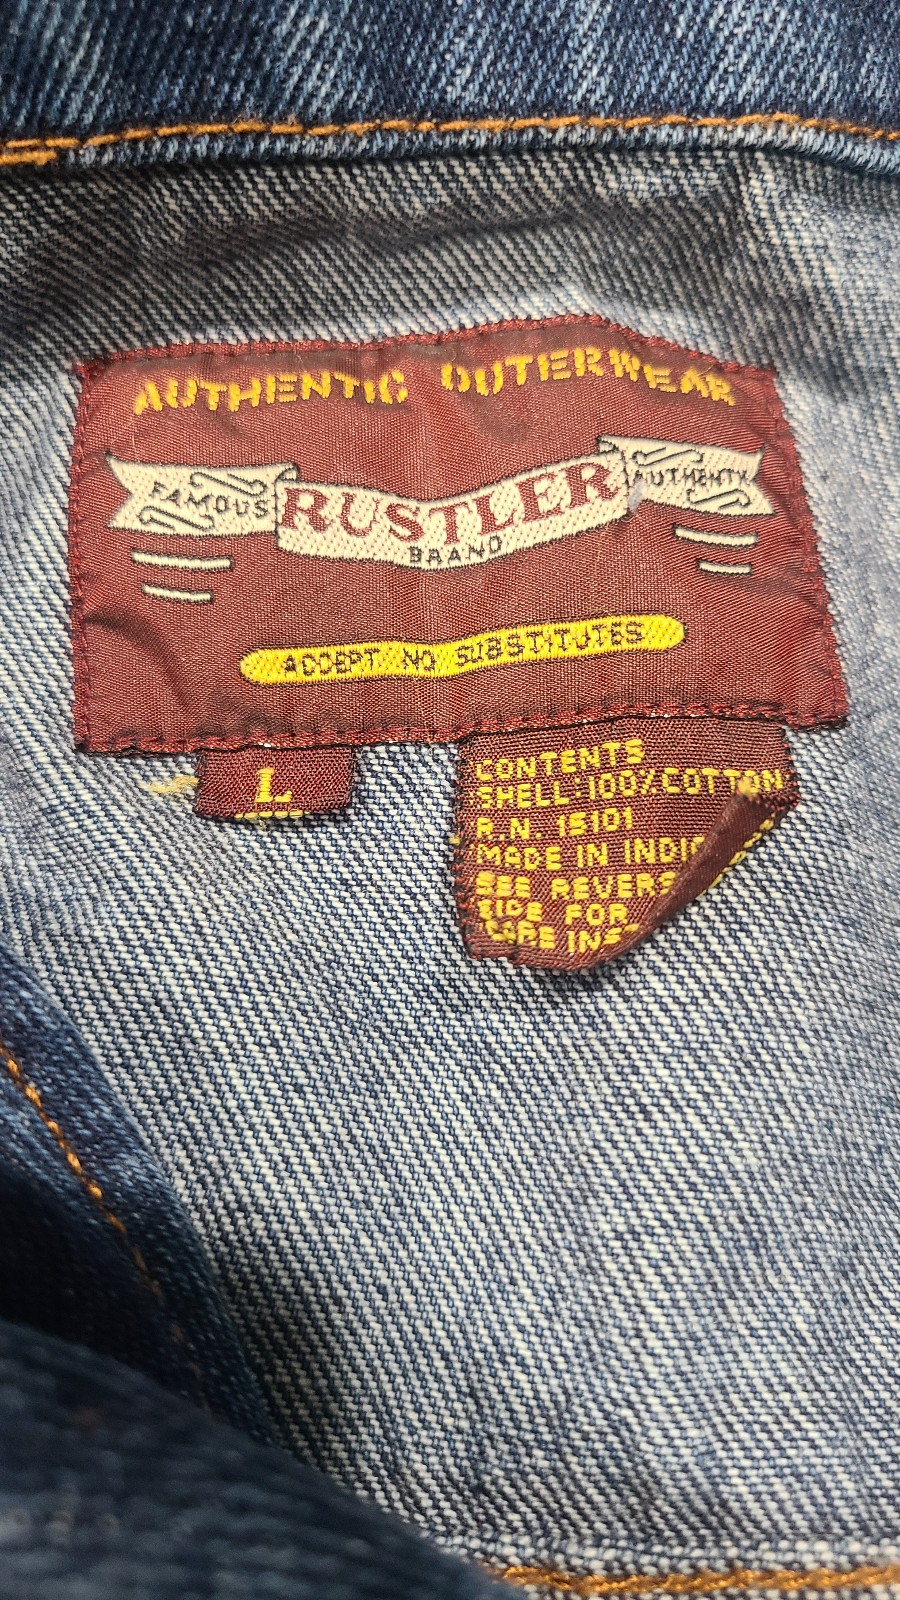 AUTHENTIC OUTERWEAR
FAMOUS RUSTLER AUTHENTIC
BRAND
ACCEPT NO SUBSTITUTES
L
CONTENTS
SHELL-100% COTTON
R.N. 15101
MADE IN
SEE
SIDE FOR
CARE